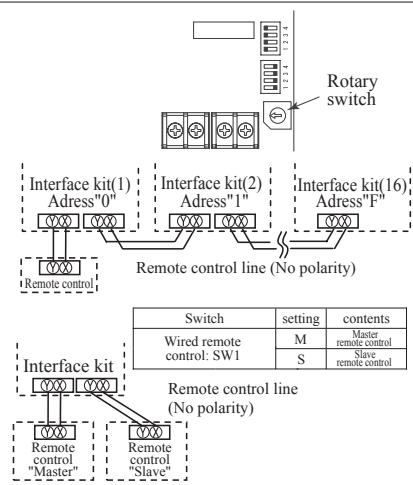 1 2 3 4
1 2 3 4
Rotary
switch
Interface kit(1) Interface kit(2) Interface kit(16)
Adress"0" Adress"1" Adress"F"
Ⓨ Ⓧ Ⓨ Ⓧ Ⓨ Ⓧ Ⓨ Ⓧ Ⓨ Ⓧ
Ⓨ Ⓧ
Remote control line (No polarity)
Remote control
Switch setting contents
Wired remote control: SW1 M Master remote control
S Slave remote control
Interface kit
Ⓨ Ⓧ Ⓨ Ⓧ
Remote control line
(No polarity)
Ⓨ Ⓧ Ⓨ Ⓧ
Remote Remote
control control
"Master" "Slave"